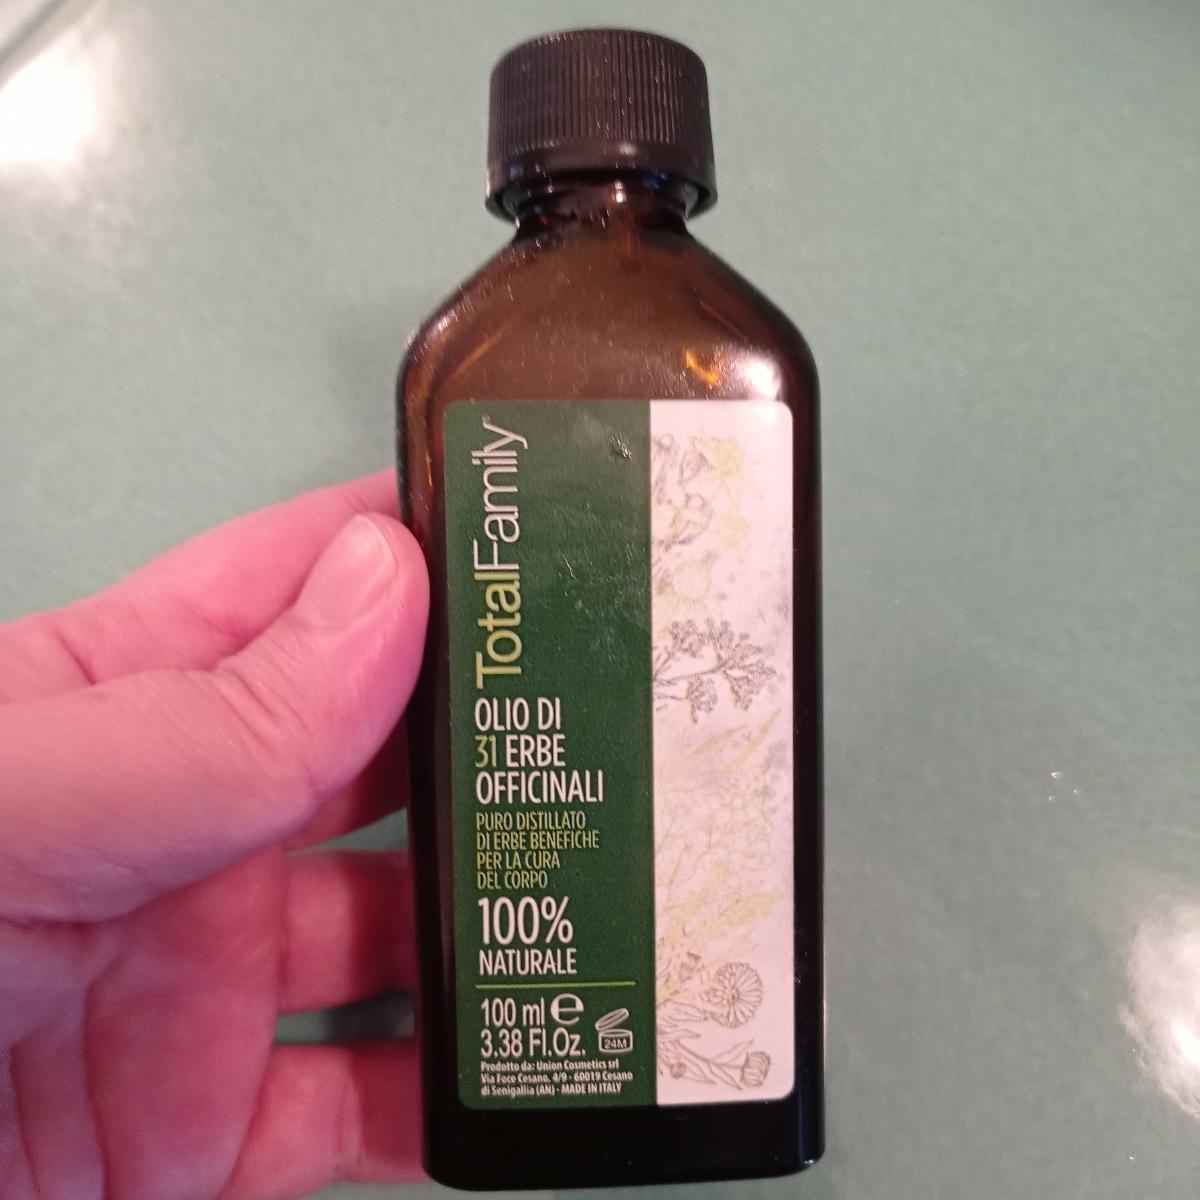 TotalFamily
OLIO DI
31 ERBE
OFFICINALI
PURO DISTILLATO
DI ERBE BENEFICHE
PER LA CURA
DEL CORPO
100%
NATURALE
100 ml e
3.38 Fl.Oz.
24M
Prodotto da: Union Cosmetics srl
Via Foce Cesano, 4/9 - 60019 Cesano
di Senigallia (AN) - MADE IN ITALY